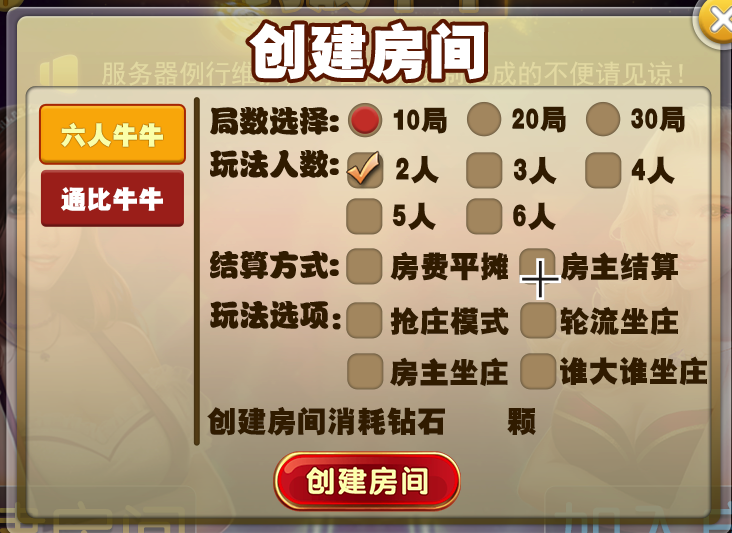 创建房间
服务器例行维 成的不便请见谅!
六人牛牛
通比牛牛
局数选择: 10局 20局 30局
玩法人数: 2人 3人 4人
5人 6人
结算方式: 房费平摊 房主结算
玩法选项: 抢庄模式 轮流坐庄
房主坐庄 谁大谁坐庄
创建房间消耗钻石 颗
创建房间